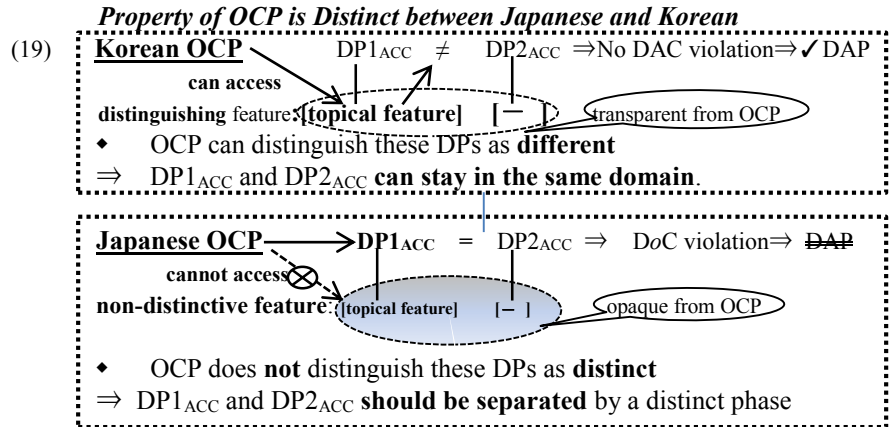 Property of OCP is Distinct between Japanese and Korean
(19) Korean OCP DP1ACC ≠ DP2ACC ⇒No DAC violation⇒ ✓DAP
can access
distinguishing feature:[topical feature] [– ] transparent from OCP
◆ OCP can distinguish these DPs as different
⇒ DP1ACC and DP2ACC can stay in the same domain.
Japanese OCP DP1ACC = DP2ACC ⇒ DoC violation⇒ DAP
cannot access
non-distinctive feature:[topical feature] [– ] opaque from OCP
◆ OCP does not distinguish these DPs as distinct
⇒ DP1ACC and DP2ACC should be separated by a distinct phase